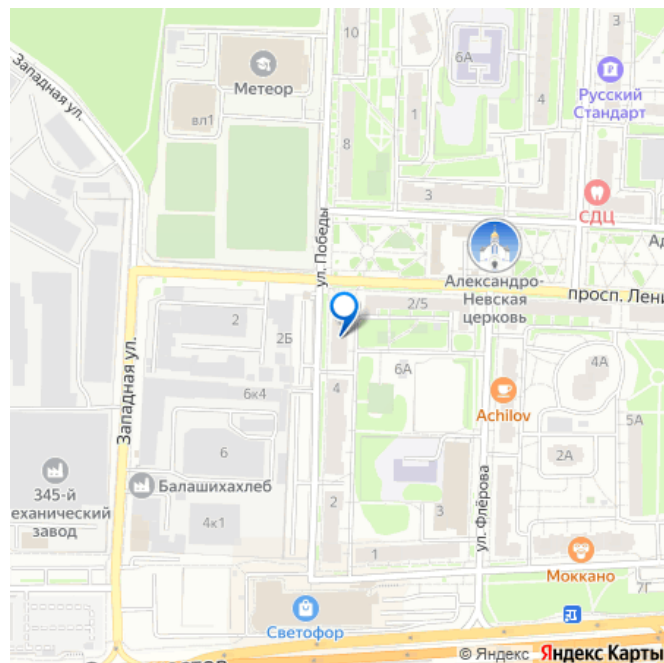 10
6А
Западная ул.
Метеор
вл1
1
4
Русский
Стандарт
8
3
СДЦ
ул. Победы
Ад
Александро-
Невская
церковь
просп. Лени
2/5
2
2Б
4
6А
4А
6к4
Achilov
5А
Западная ул.
6
2А
345-й
еханический
завод
Балашихахлеб
2
3
ул. Флёрова
4к1
1
Моккано
7Г
Светофор
© Яндекс Яндекс Карты